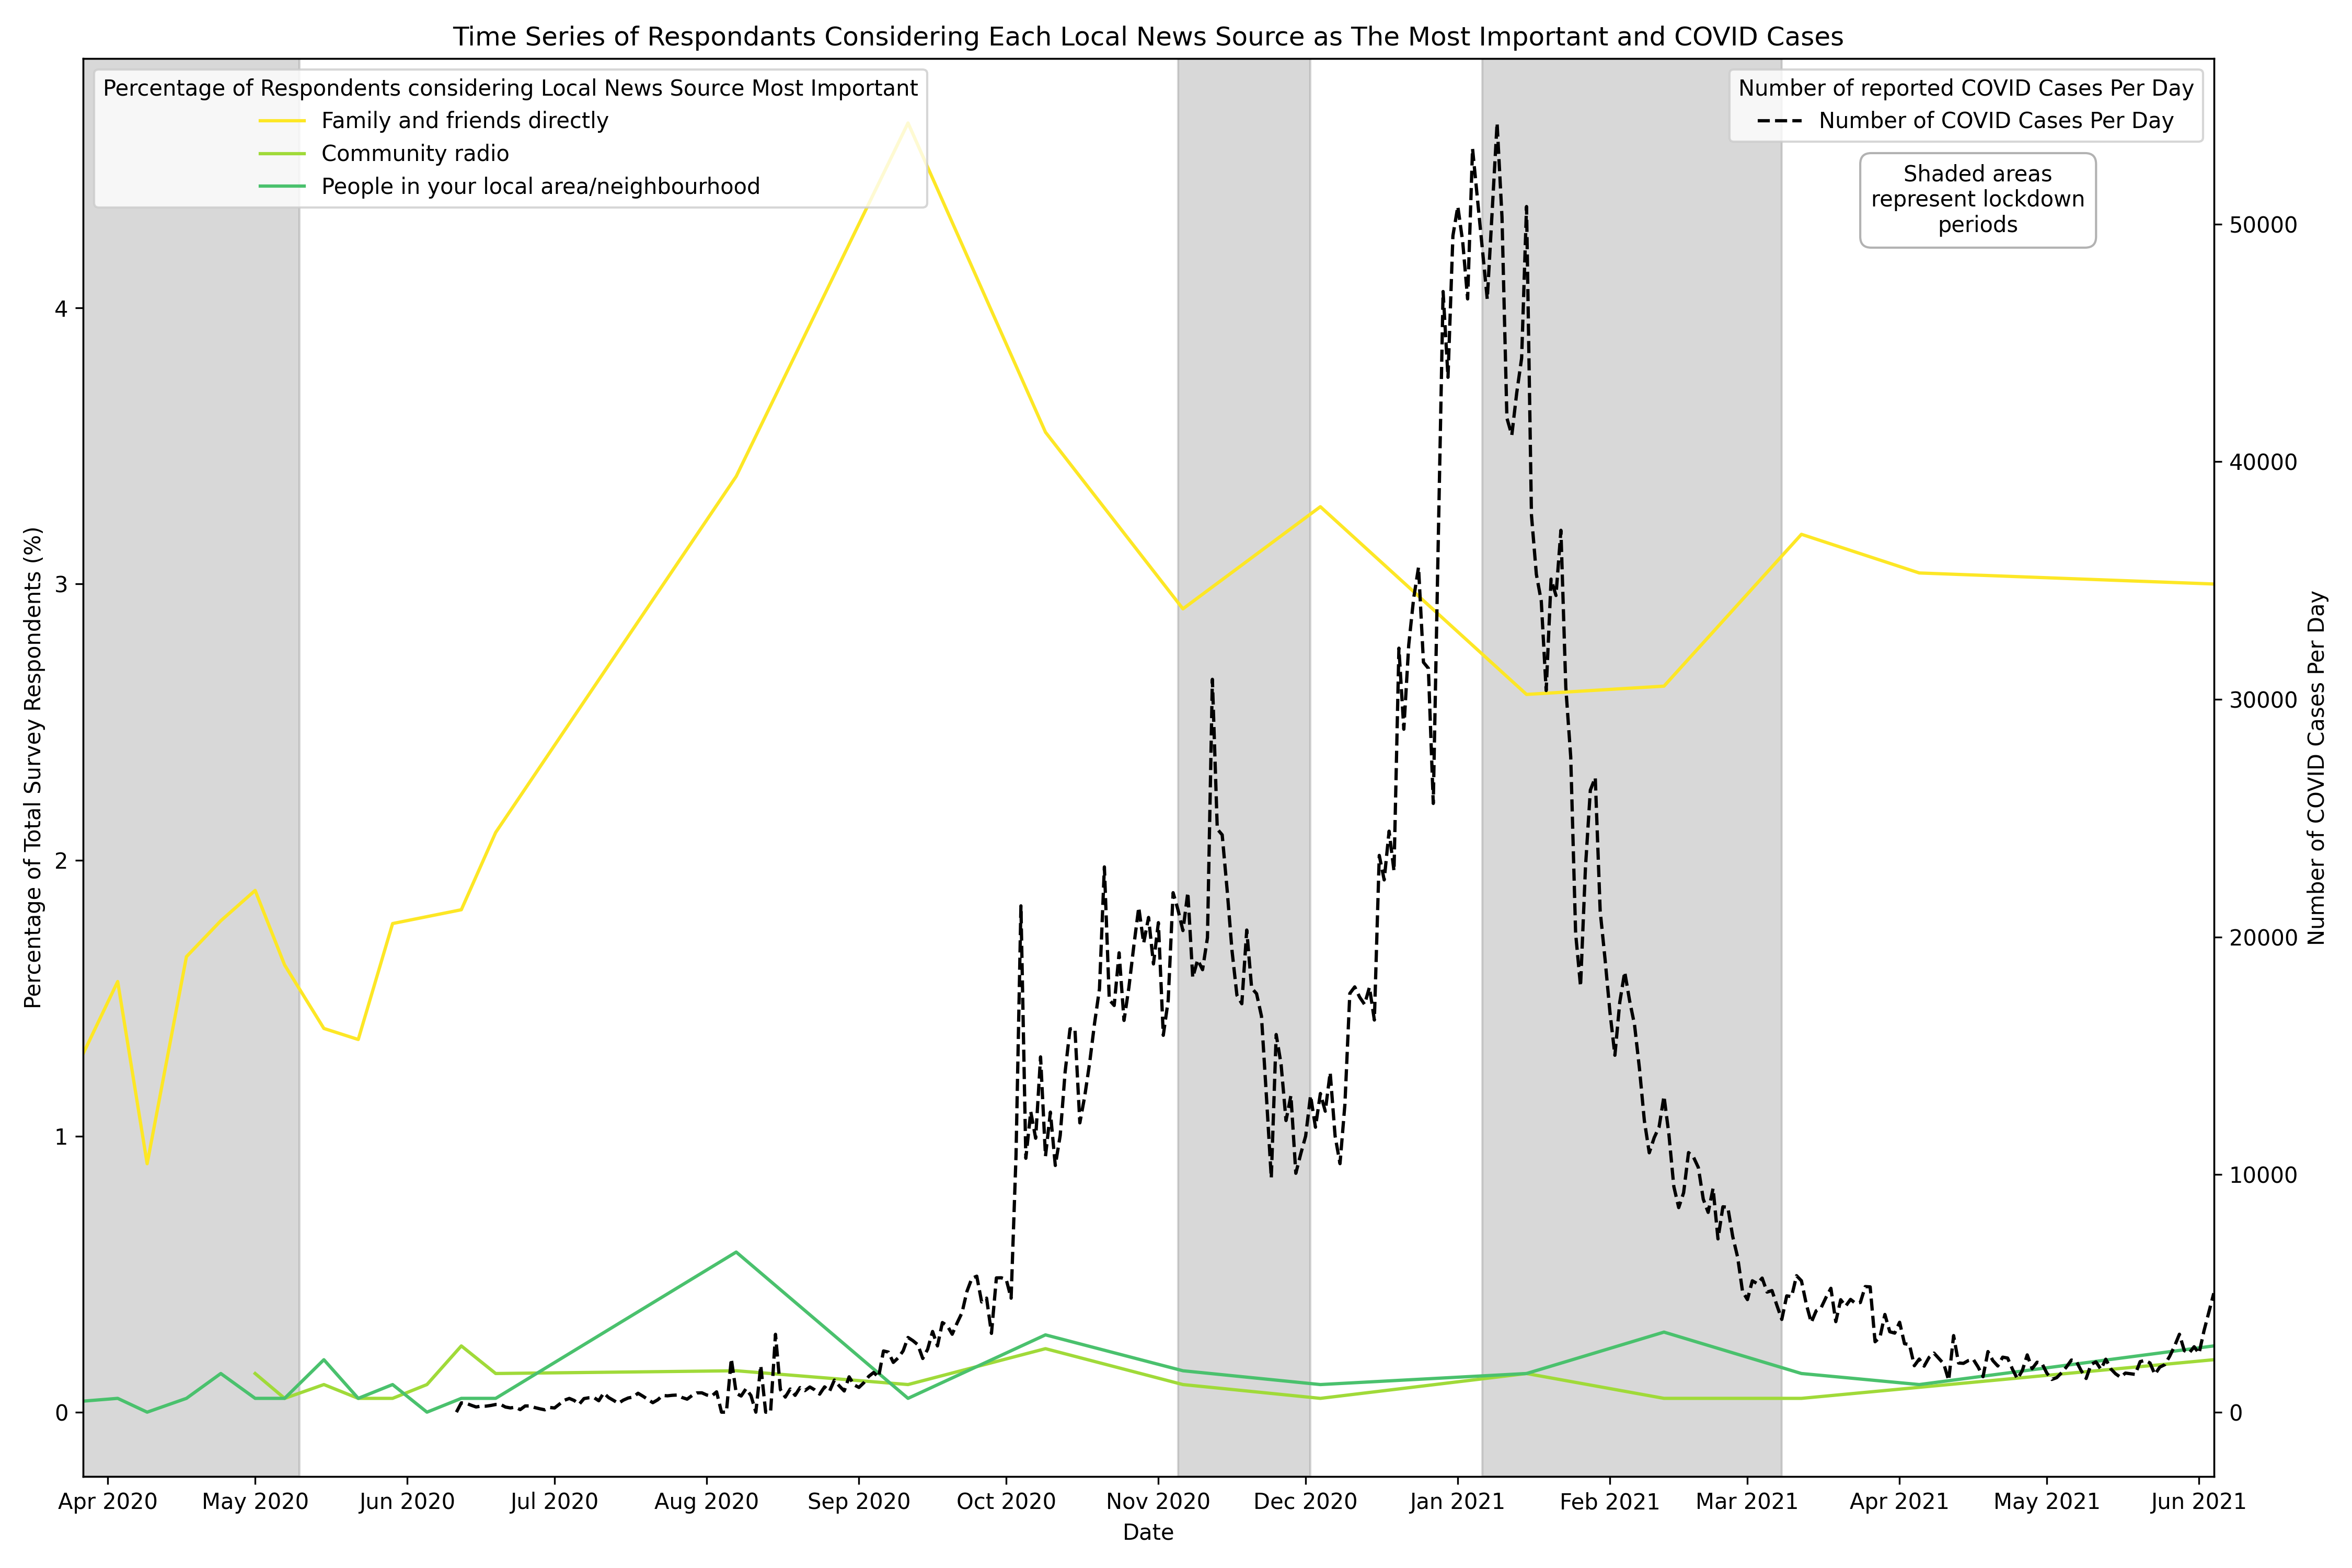 Time Series of Respondants Considering Each Local News Source as The Most Important and COVID Cases
Percentage of Respondents considering Local News Source Most Important
Family and friends directly
Community radio
People in your local area/neighbourhood
Number of reported COVID Cases Per Day
Number of COVID Cases Per Day
Shaded areas
represent lockdown
periods
Percentage of Total Survey Respondents (%)
4
3
2
1
0
50000
40000
30000
20000
10000
0
Number of COVID Cases Per Day
Apr 2020
May 2020
Jun 2020
Jul 2020
Aug 2020
Sep 2020
Oct 2020
Nov 2020
Dec 2020
Jan 2021
Feb 2021
Mar 2021
Apr 2021
May 2021
Jun 2021
Date